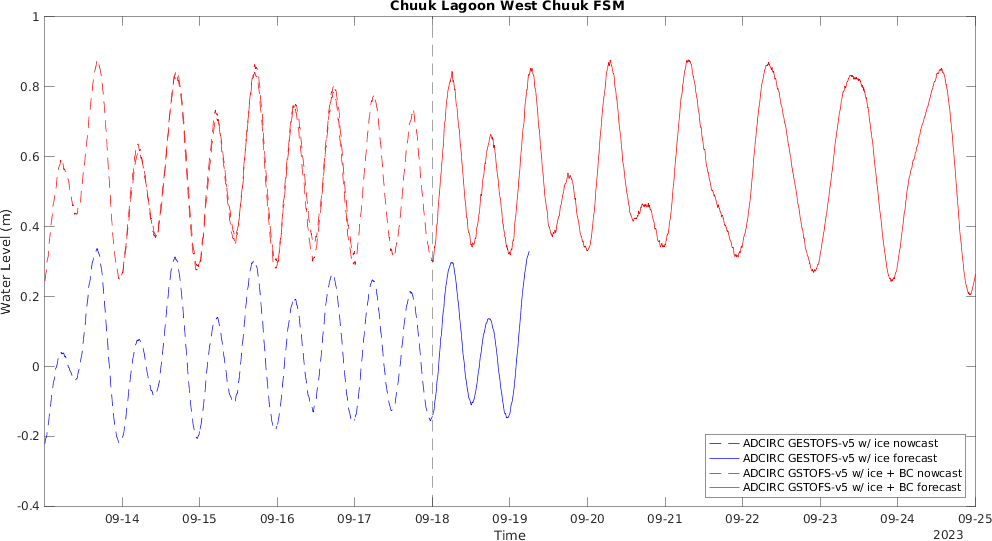 Chuuk Lagoon West Chuuk FSM
1
0.8
0.6
0.4
0.2
0
-0.2
-0.4
Water Level (m)
ADCIRC GESTOFS-v5 w/ ice nowcast
ADCIRC GESTOFS-v5 w/ ice forecast
ADCIRC GSTOFS-v5 w/ ice + BC nowcast
ADCIRC GSTOFS-v5 w/ ice + BC forecast
09-14 09-15 09-16 09-17 09-18 09-19 09-20 09-21 09-22 09-23 09-24 09-25
Time
2023